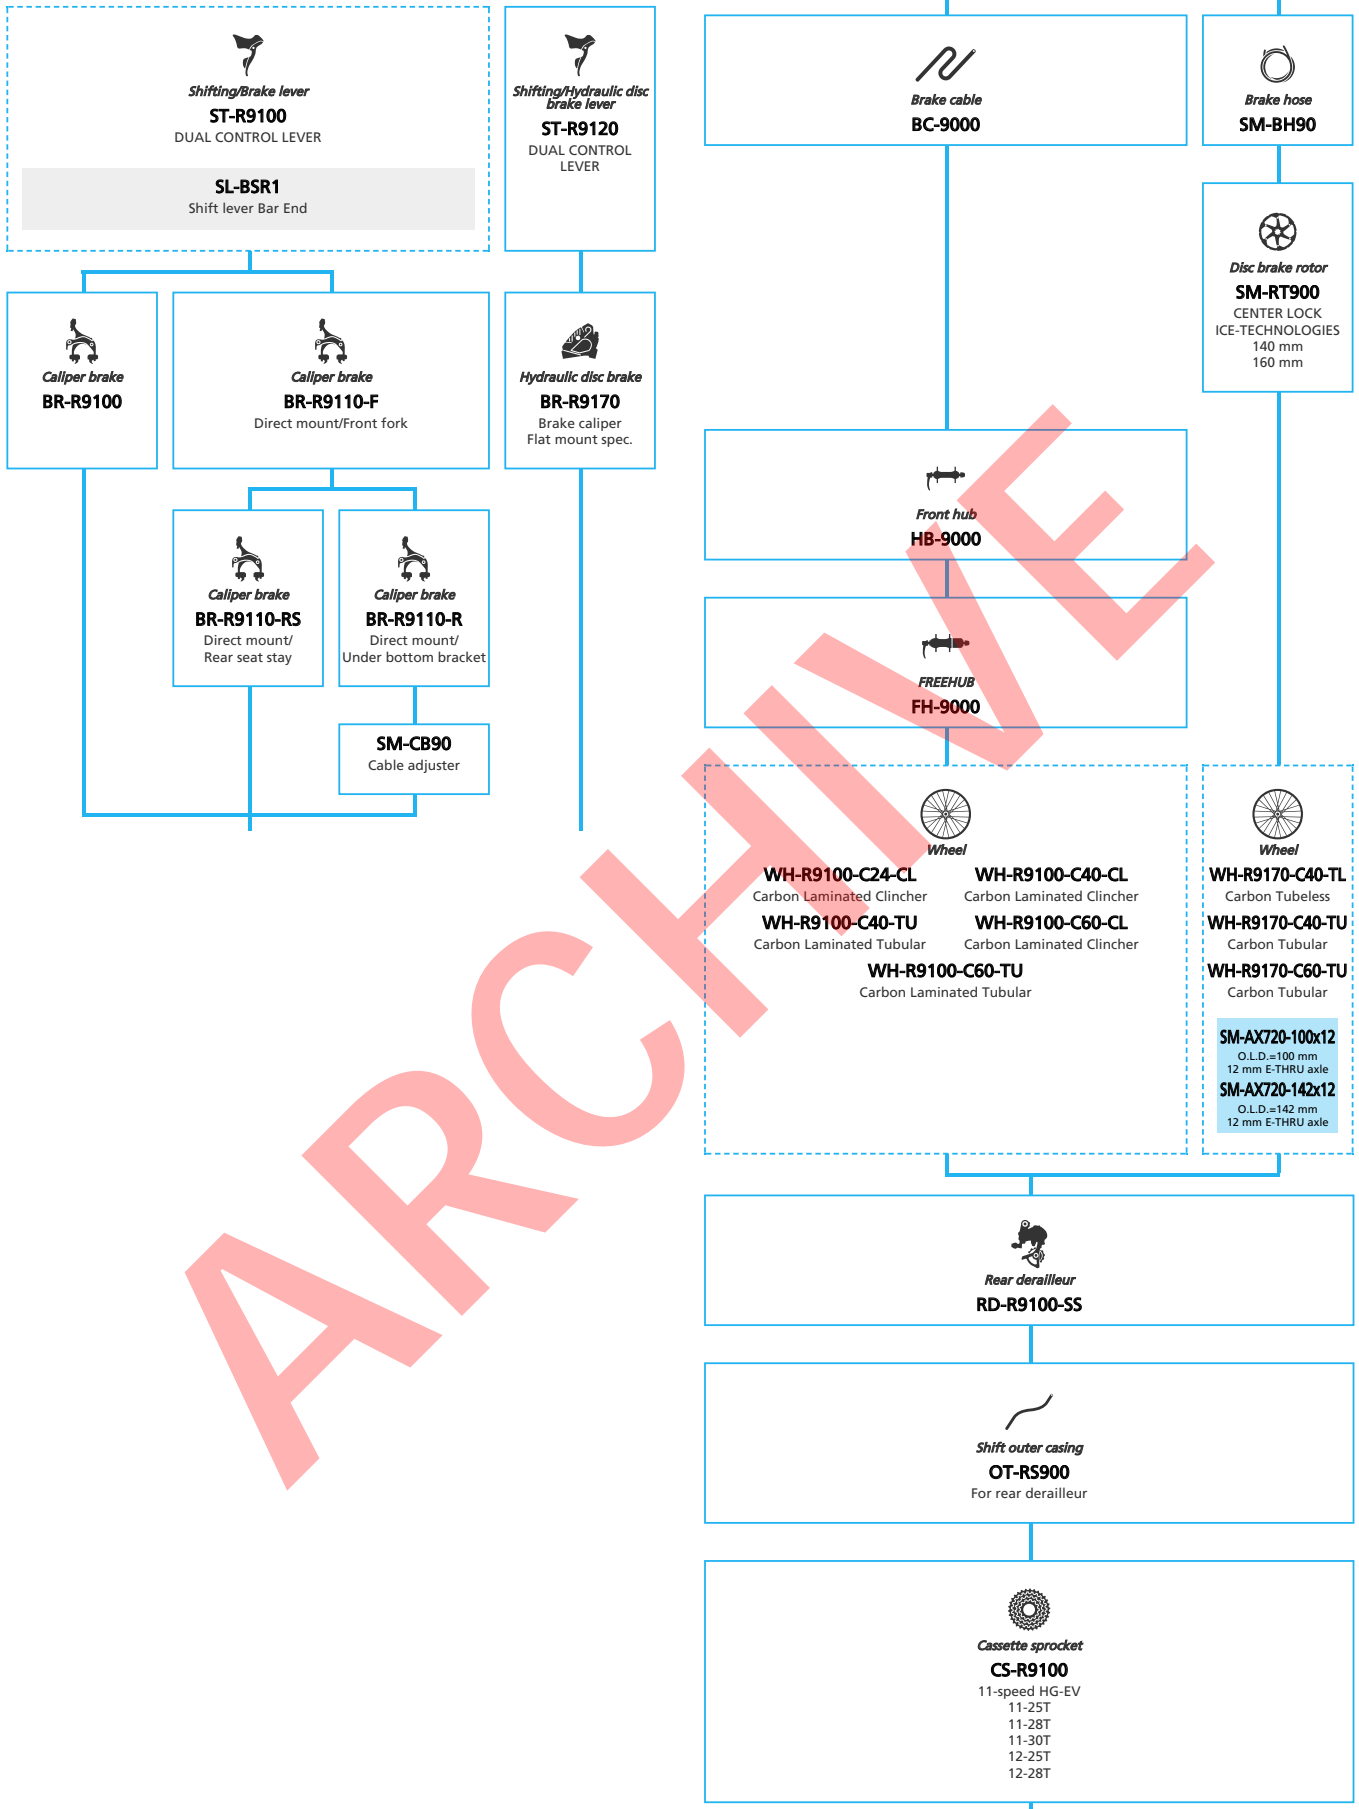 Shifting/Brake lever
ST-R9100
DUAL CONTROL LEVER
SL-BSR1
Shift lever Bar End
Shifting/Hydraulic disc
brake lever
ST-R9120
DUAL CONTROL
LEVER
Caliper brake
BR-R9100
Caliper brake
BR-R9110-F
Direct mount/Front fork
Hydraulic disc brake
BR-R9170
Brake caliper
Flat mount spec.
Caliper brake
BR-R9110-RS
Direct mount/
Rear seat stay
Caliper brake
BR-R9110-R
Direct mount/
Under bottom bracket
SM-CB90
Cable adjuster
Brake cable
BC-9000
Brake hose
SM-BH90
Disc brake rotor
SM-RT900
CENTER LOCK
ICE-TECHNOLOGIES
140 mm
160 mm
Front hub
HB-9000
FREEHUB
FH-9000
Wheel
WH-R9100-C24-CL
Carbon Laminated Clincher
WH-R9100-C40-CL
Carbon Laminated Clincher
WH-R9100-C40-TU
Carbon Laminated Tubular
WH-R9100-C60-CL
Carbon Laminated Clincher
WH-R9100-C60-TU
Carbon Laminated Tubular
Wheel
WH-R9170-C40-TL
Carbon Tubeless
WH-R9170-C40-TU
Carbon Tubular
WH-R9170-C60-TU
Carbon Tubular
SM-AX720-100x12
O.L.D.=100 mm
12 mm E-THRU axle
SM-AX720-142x12
O.L.D.=142 mm
12 mm E-THRU axle
Rear derailleur
RD-R9100-SS
Shift outer casing
OT-RS900
For rear derailleur
Cassette sprocket
CS-R9100
11-speed HG-EV
11-25T
11-28T
11-30T
12-25T
12-28T
ARCHIVE